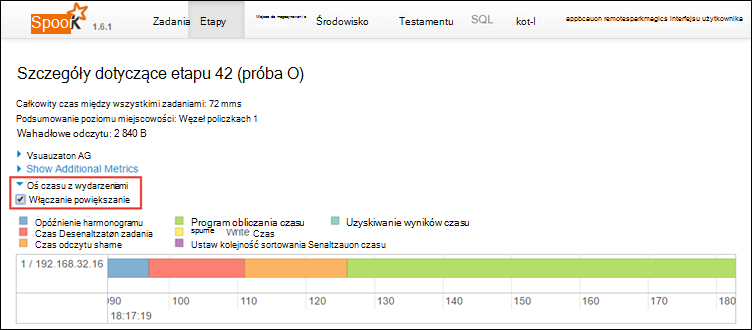 Spook 1.6.1 Zadania Etapy Miejsce do magazynowania Środowisko Testamentu SQL kot-l appbcauon remotesparkmagics interfejsu użytkownika
Szczegóły dotyczące etapu 42 (próba O)
Całkowity czas między wszystkimi zadaniami: 72 mms
Podsumowanie poziomu miejscowości: Węzeł policzkach 1
Wahadłowe odczytu: 2 840 B
Vsuauzaton AG
Show Additional Metrics
Oś czasu z wydarzeniami
Włączanie powiększanie
Opóźnienie harmonogramu Program obliczania czasu Uzyskiwanie wyników czasu
Czas Desenaltzaten zadania spume Write Czas
Czas odczytu shame Ustaw kolejność sortowania Senaltzauon czasu
1 / 192.168.32.16
090 100 110 120 130 140 150 160 170 180
18:17:19